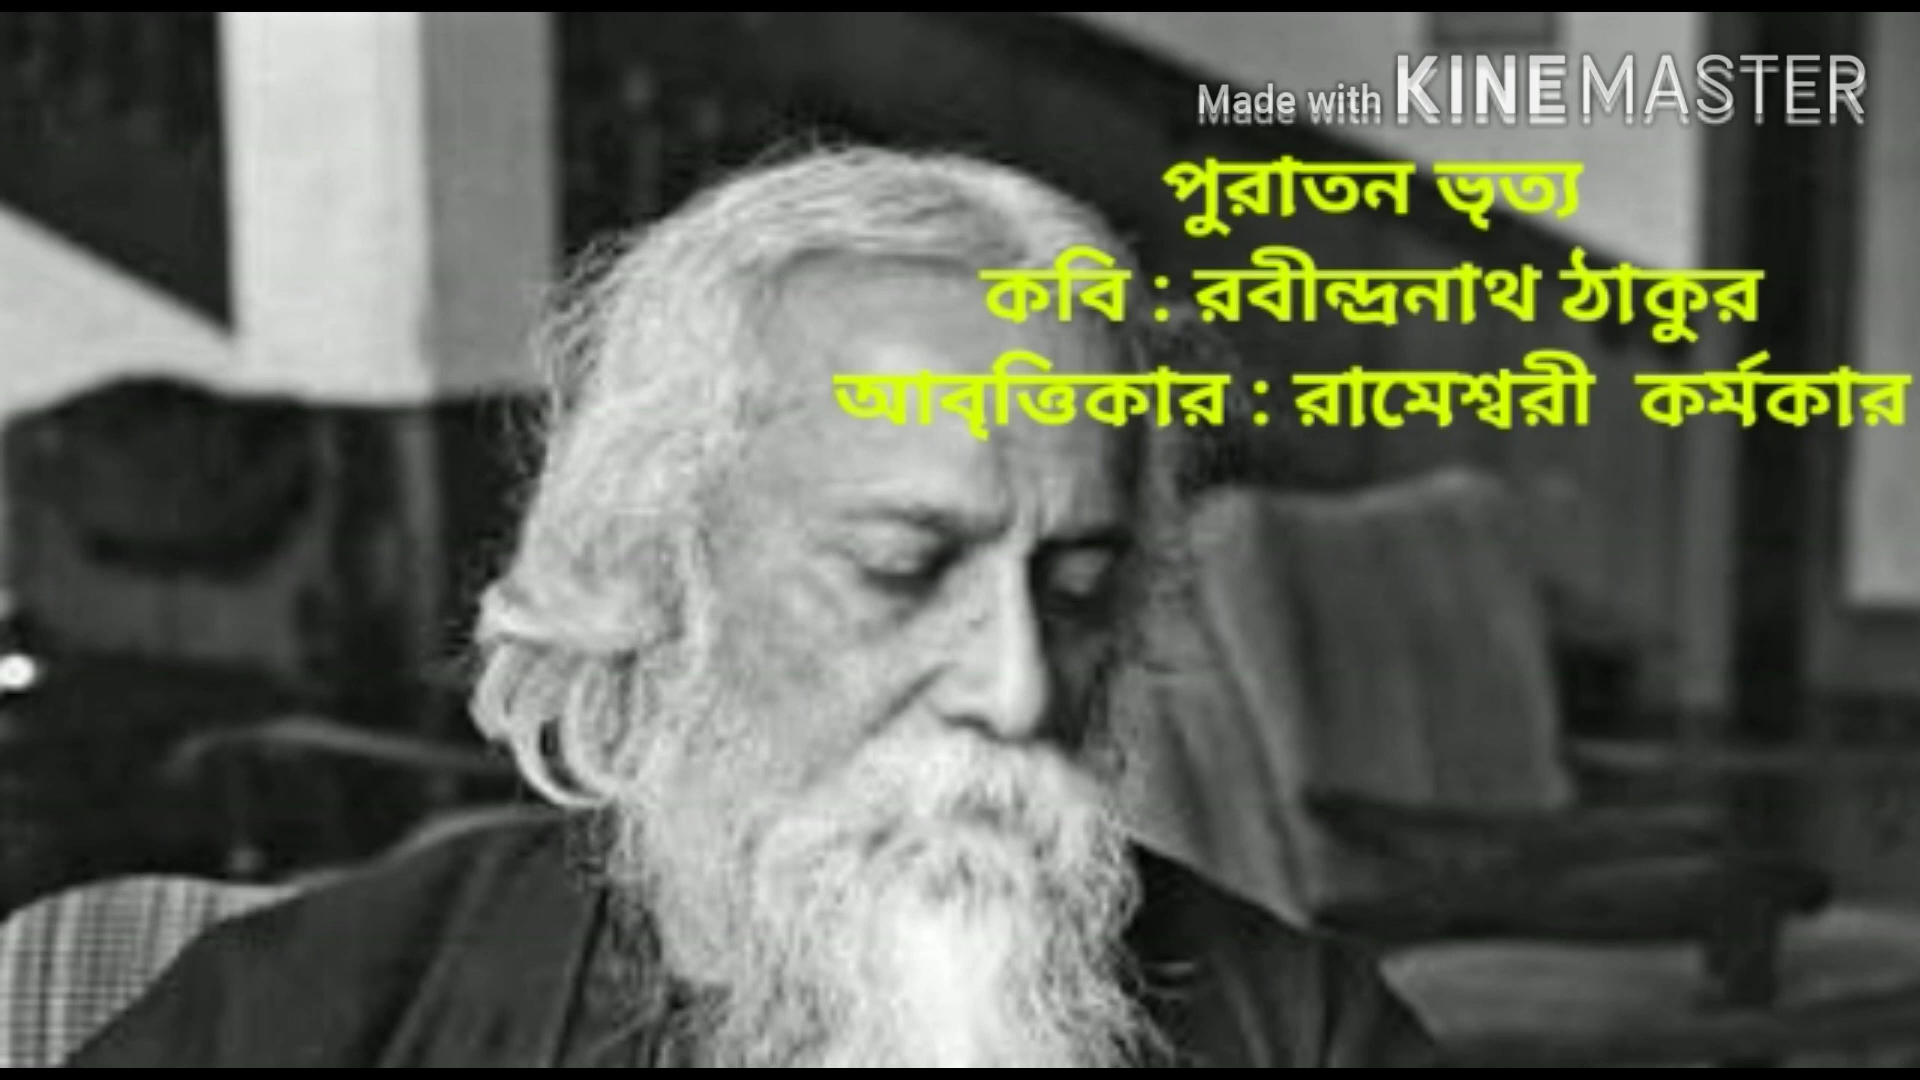 Made with KINEMASTER
পুরাতন ভৃত্য
কবি : রবীন্দ্রনাথ ঠাকুর
আবৃত্তিকার : রামেশ্বরী কর্মকার